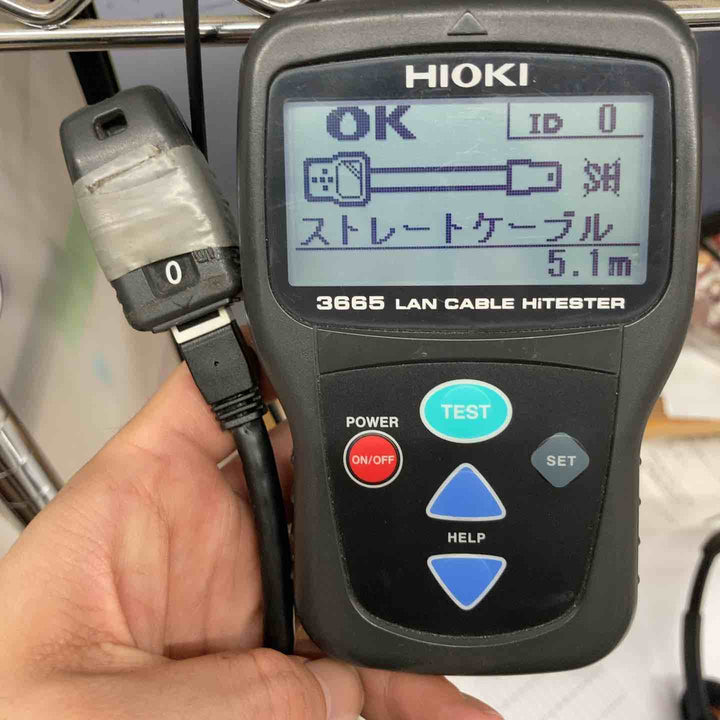 HIOKI
OK
ID 0
SH
ストレートケーブル
5.1m
3665 LAN CABLE HiTESTER
0
TEST
POWER
ON/OFF
SET
HELP